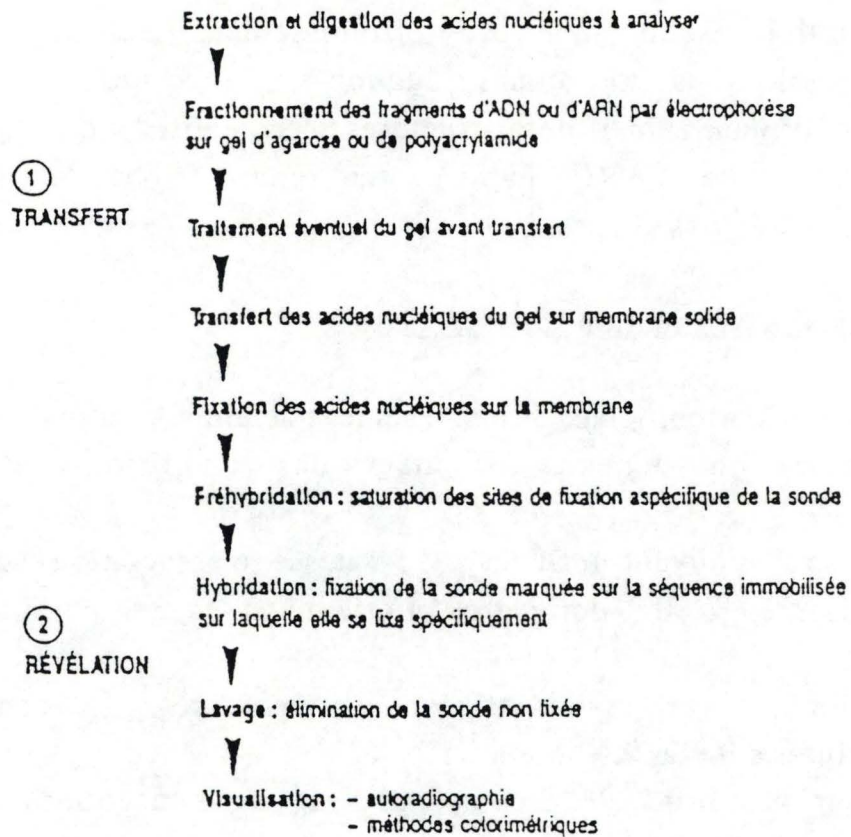 Extraction et digestion des acides nucléiques à analyser
Fractionnement des fragments d'ADN ou d'ARN par électrophorèse
sur gel d'agarose ou de polyacrylamide
1
TRANSFERT
Traitement éventuel du gel avant transfert
Transfert des acides nucléiques du gel sur membrane solide
Fixation des acides nucléiques sur la membrane
Préhybridation : saturation des sites de fixation aspécifique de la sonde
Hybridation : fixation de la sonde marquée sur la séquence immobilisée
sur laquelle elle se fixe spécifiquement
2
RÉVÉLATION
Lavage : élimination de la sonde non fixée
Visualisation : - autoradiographie
- méthodes colorimétriques